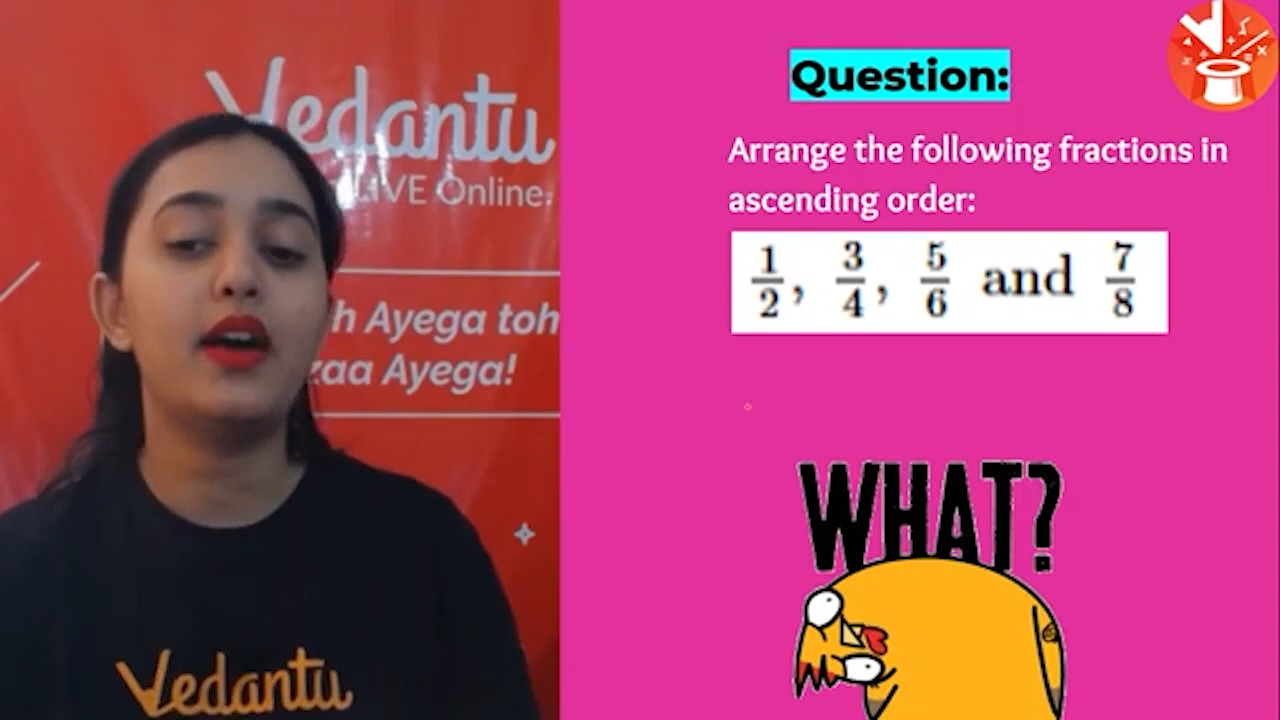 Vedantu
LIVE Online
h Ayega toh
zaa Ayega!
Vedantu
Question:
Arrange the following fractions in
ascending order:
1/2, 3/4, 5/6 and 7/8
WHAT?